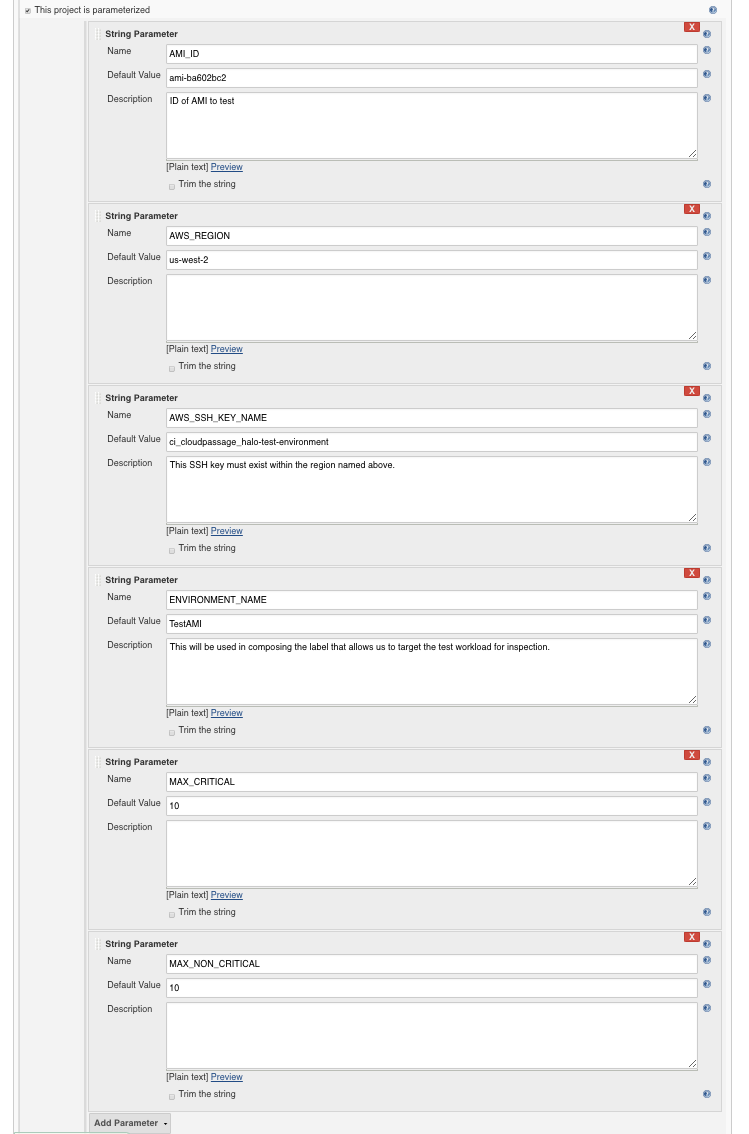 This project is parameterized
X
String Parameter
Name AMI_ID
Default Value ami-ba602bc2
Description ID of AMI to test
[Plain text] Preview
Trim the string
X
String Parameter
Name AWS_REGION
Default Value us-west-2
Description
[Plain text] Preview
Trim the string
X
String Parameter
Name AWS_SSH_KEY_NAME
Default Value ci_cloudpassage_halo-test-environment
Description This SSH key must exist within the region named above.
[Plain text] Preview
Trim the string
X
String Parameter
Name ENVIRONMENT_NAME
Default Value TestAMI
Description This will be used in composing the label that allows us to target the test workload for inspection.
[Plain text] Preview
Trim the string
X
String Parameter
Name MAX_CRITICAL
Default Value 10
Description
[Plain text] Preview
Trim the string
X
String Parameter
Name MAX_NON_CRITICAL
Default Value 10
Description
[Plain text] Preview
Trim the string
Add Parameter